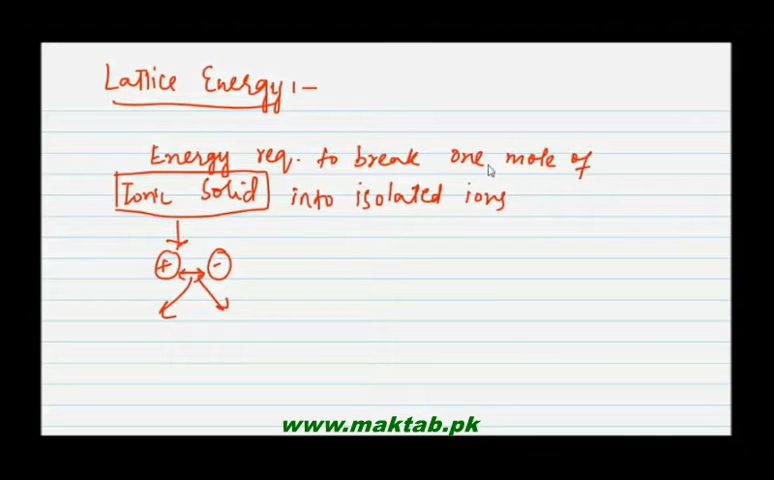 Lattice Energy :-
Energy req. to break one mole of
Ionic Solid into isolated ions
+ -
www.maktab.pk